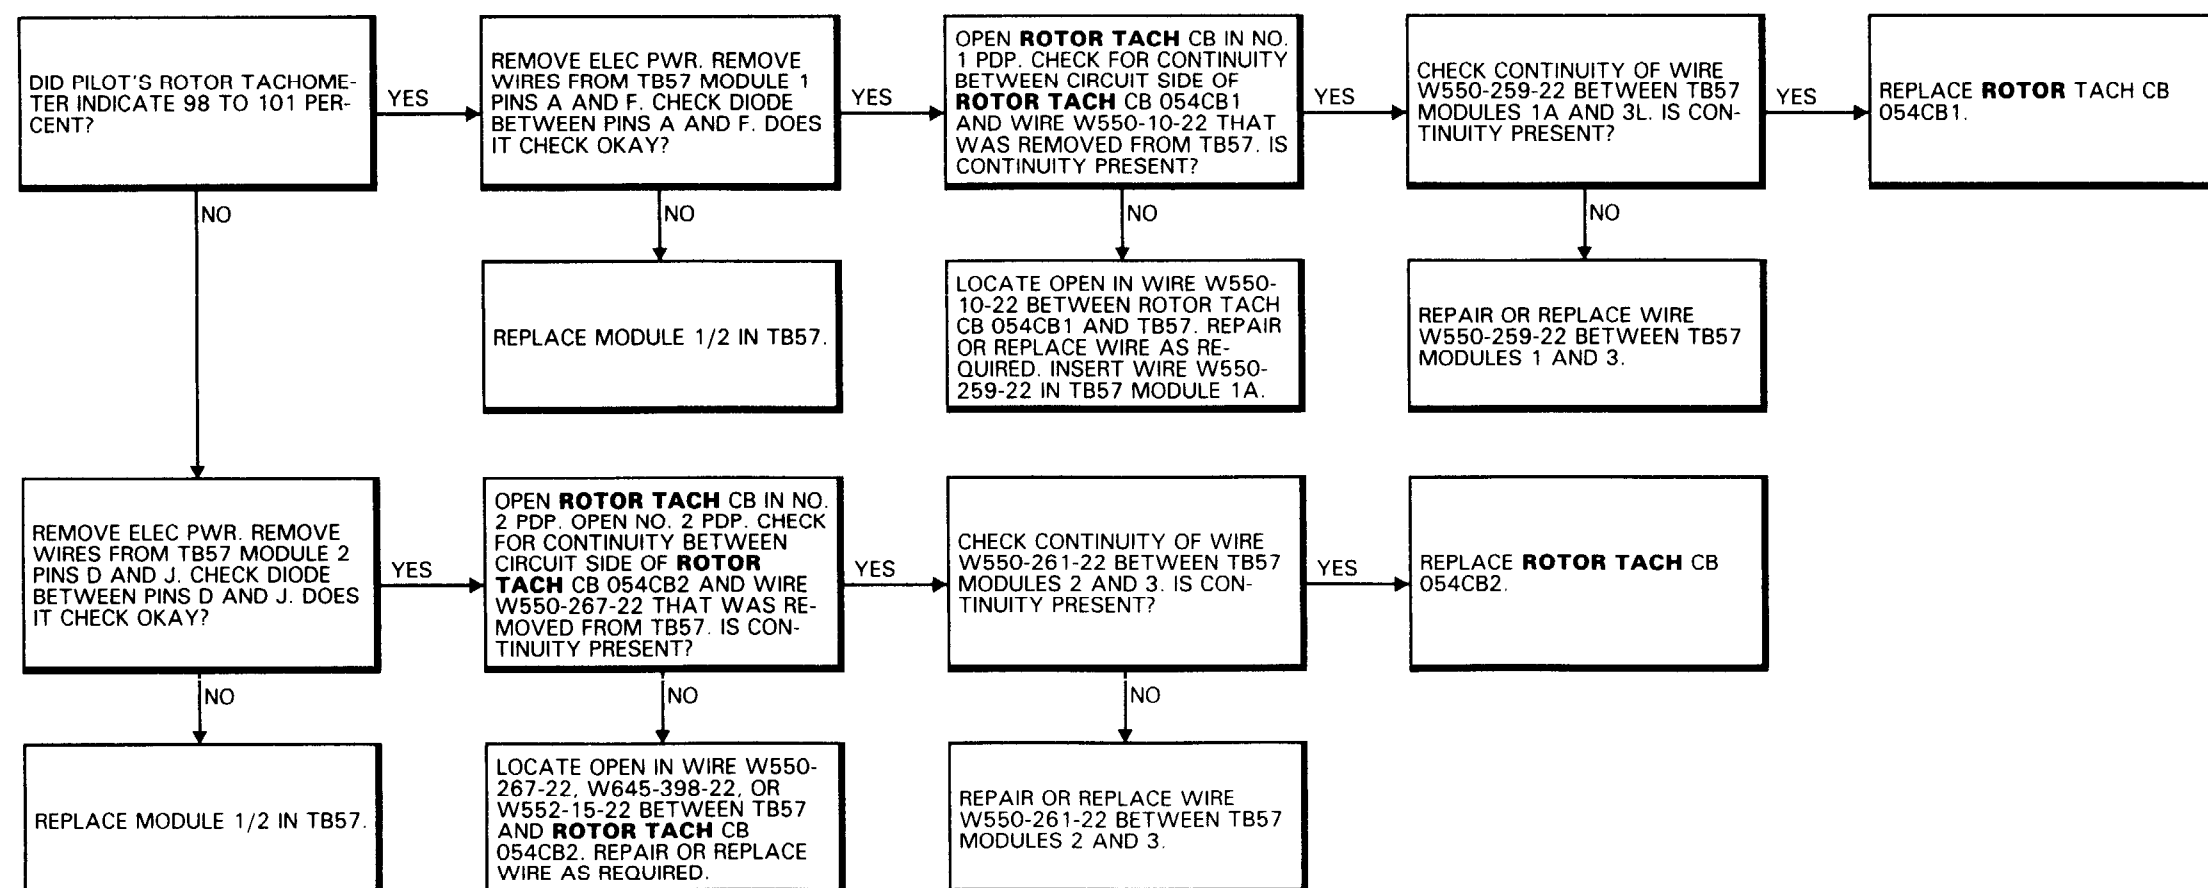 DID PILOT'S ROTOR TACHOME-
TER INDICATE 98 TO 101 PER-
CENT?
YES
REMOVE ELEC PWR. REMOVE
WIRES FROM TB57 MODULE 1
PINS A AND F. CHECK DIODE
BETWEEN PINS A AND F. DOES
IT CHECK OKAY?
YES
OPEN ROTOR TACH CB IN NO.
1 PDP. CHECK FOR CONTINUITY
BETWEEN CIRCUIT SIDE OF
ROTOR TACH CB 054CB1
AND WIRE W550-10-22 THAT
WAS REMOVED FROM TB57. IS
CONTINUITY PRESENT?
YES
CHECK CONTINUITY OF WIRE
W550-259-22 BETWEEN TB57
MODULES 1A AND 3L. IS CON-
TINUITY PRESENT?
YES
REPLACE ROTOR TACH CB
054CB1.
NO
NO
NO
NO
REPLACE MODULE 1/2 IN TB57.
LOCATE OPEN IN WIRE W550-
10-22 BETWEEN ROTOR TACH
CB 054CB1 AND TB57. REPAIR
OR REPLACE WIRE AS RE-
QUIRED. INSERT WIRE W550-
259-22 IN TB57 MODULE 1A.
REPAIR OR REPLACE WIRE
W550-259-22 BETWEEN TB57
MODULES 1 AND 3.
REMOVE ELEC PWR. REMOVE
WIRES FROM TB57 MODULE 2
PINS D AND J. CHECK DIODE
BETWEEN PINS D AND J. DOES
IT CHECK OKAY?
YES
OPEN ROTOR TACH CB IN NO.
2 PDP. OPEN NO. 2 PDP. CHECK
FOR CONTINUITY BETWEEN
CIRCUIT SIDE OF ROTOR
TACH CB 054CB2 AND WIRE
W550-267-22 THAT WAS RE-
MOVED FROM TB57. IS CON-
TINUITY PRESENT?
YES
CHECK CONTINUITY OF WIRE
W550-261-22 BETWEEN TB57
MODULES 2 AND 3. IS CON-
TINUITY PRESENT?
YES
REPLACE ROTOR TACH CB
054CB2.
NO
NO
NO
REPLACE MODULE 1/2 IN TB57.
LOCATE OPEN IN WIRE W550-
267-22, W645-398-22, OR
W552-15-22 BETWEEN TB57
AND ROTOR TACH CB
054CB2. REPAIR OR REPLACE
WIRE AS REQUIRED.
REPAIR OR REPLACE WIRE
W550-261-22 BETWEEN TB57
MODULES 2 AND 3.